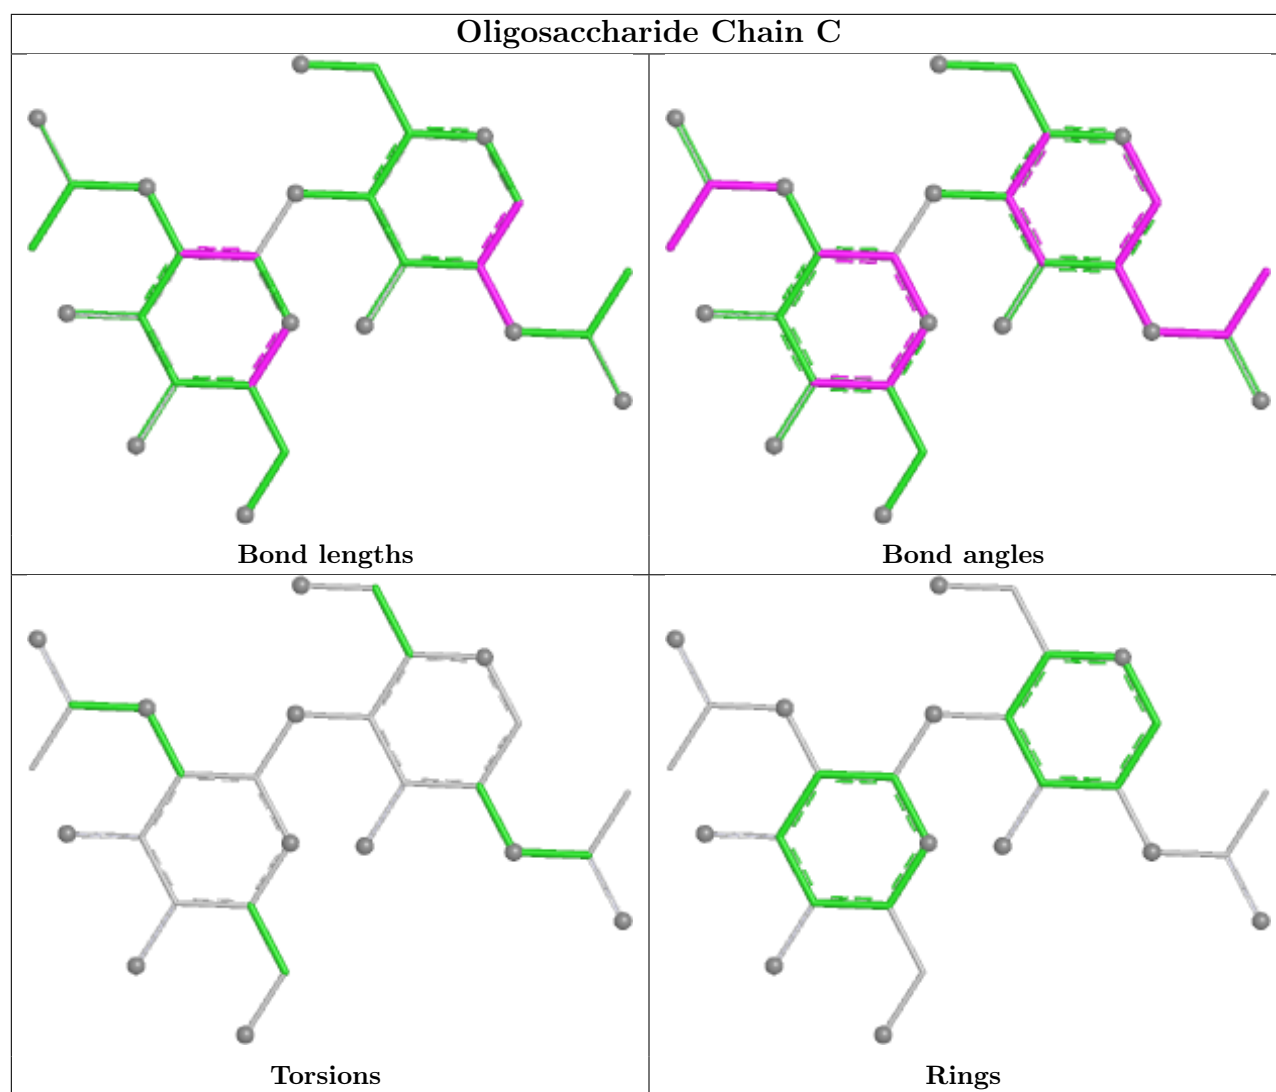 Oligosaccharide Chain C
Bond lengths
Bond angles
Torsions
Rings